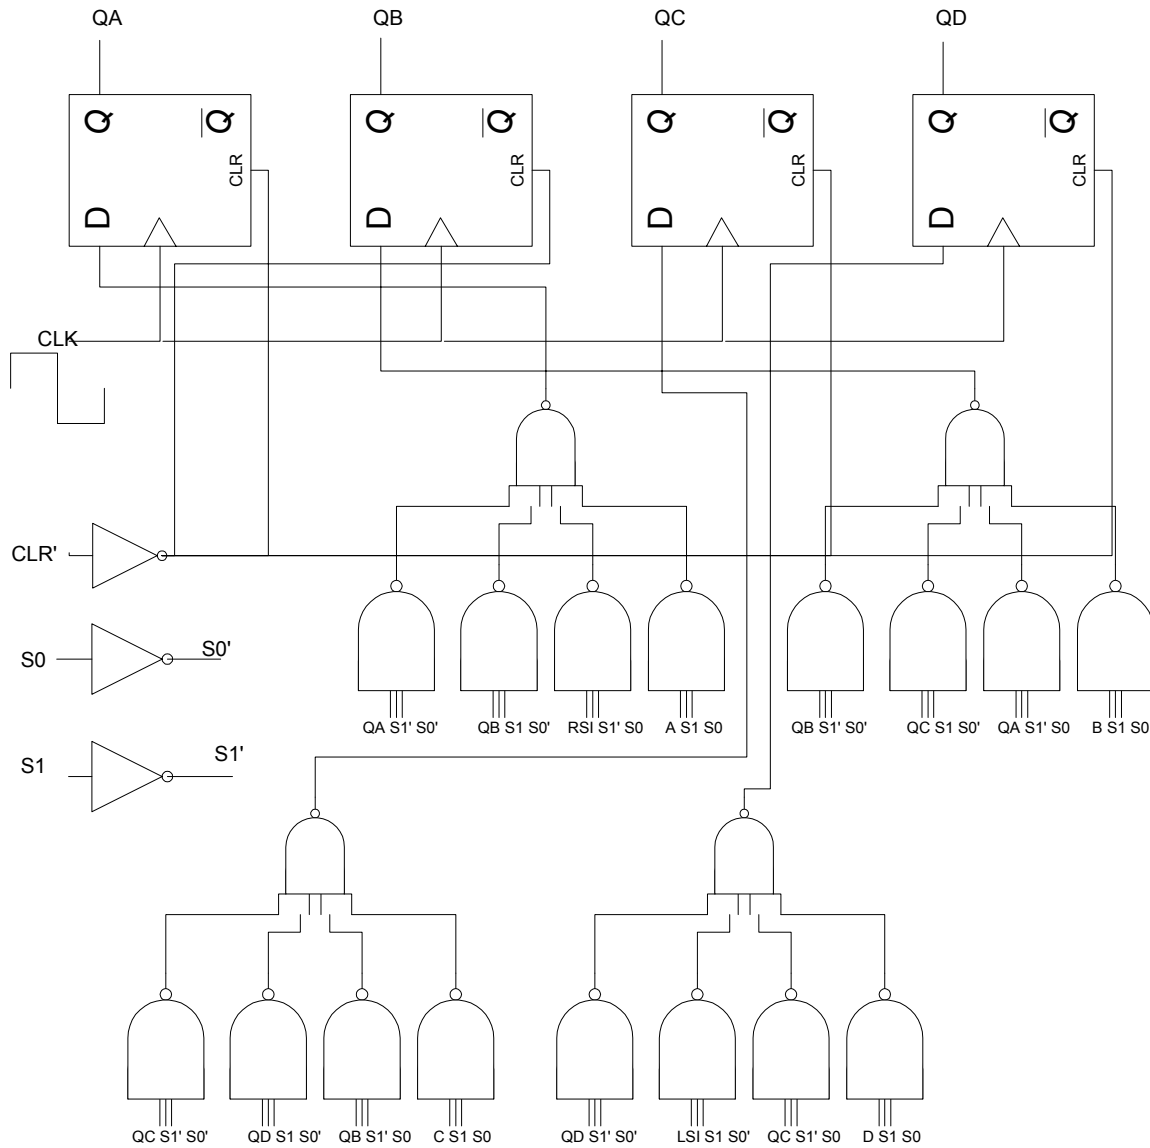 QA QB QC QD
Q Q Q Q Q Q Q Q
CLR CLR CLR CLR
D D D D
CLK
CLR'
S0 S0'
QA S1' S0' QB S1 S0' RSI S1' S0 A S1 S0 QB S1' S0' QC S1 S0' QA S1' S0 B S1 S0
S1 S1'
QC S1' S0' QD S1 S0' QB S1' S0 C S1 S0 QD S1' S0' LSI S1 S0' QC S1' S0 D S1 S0